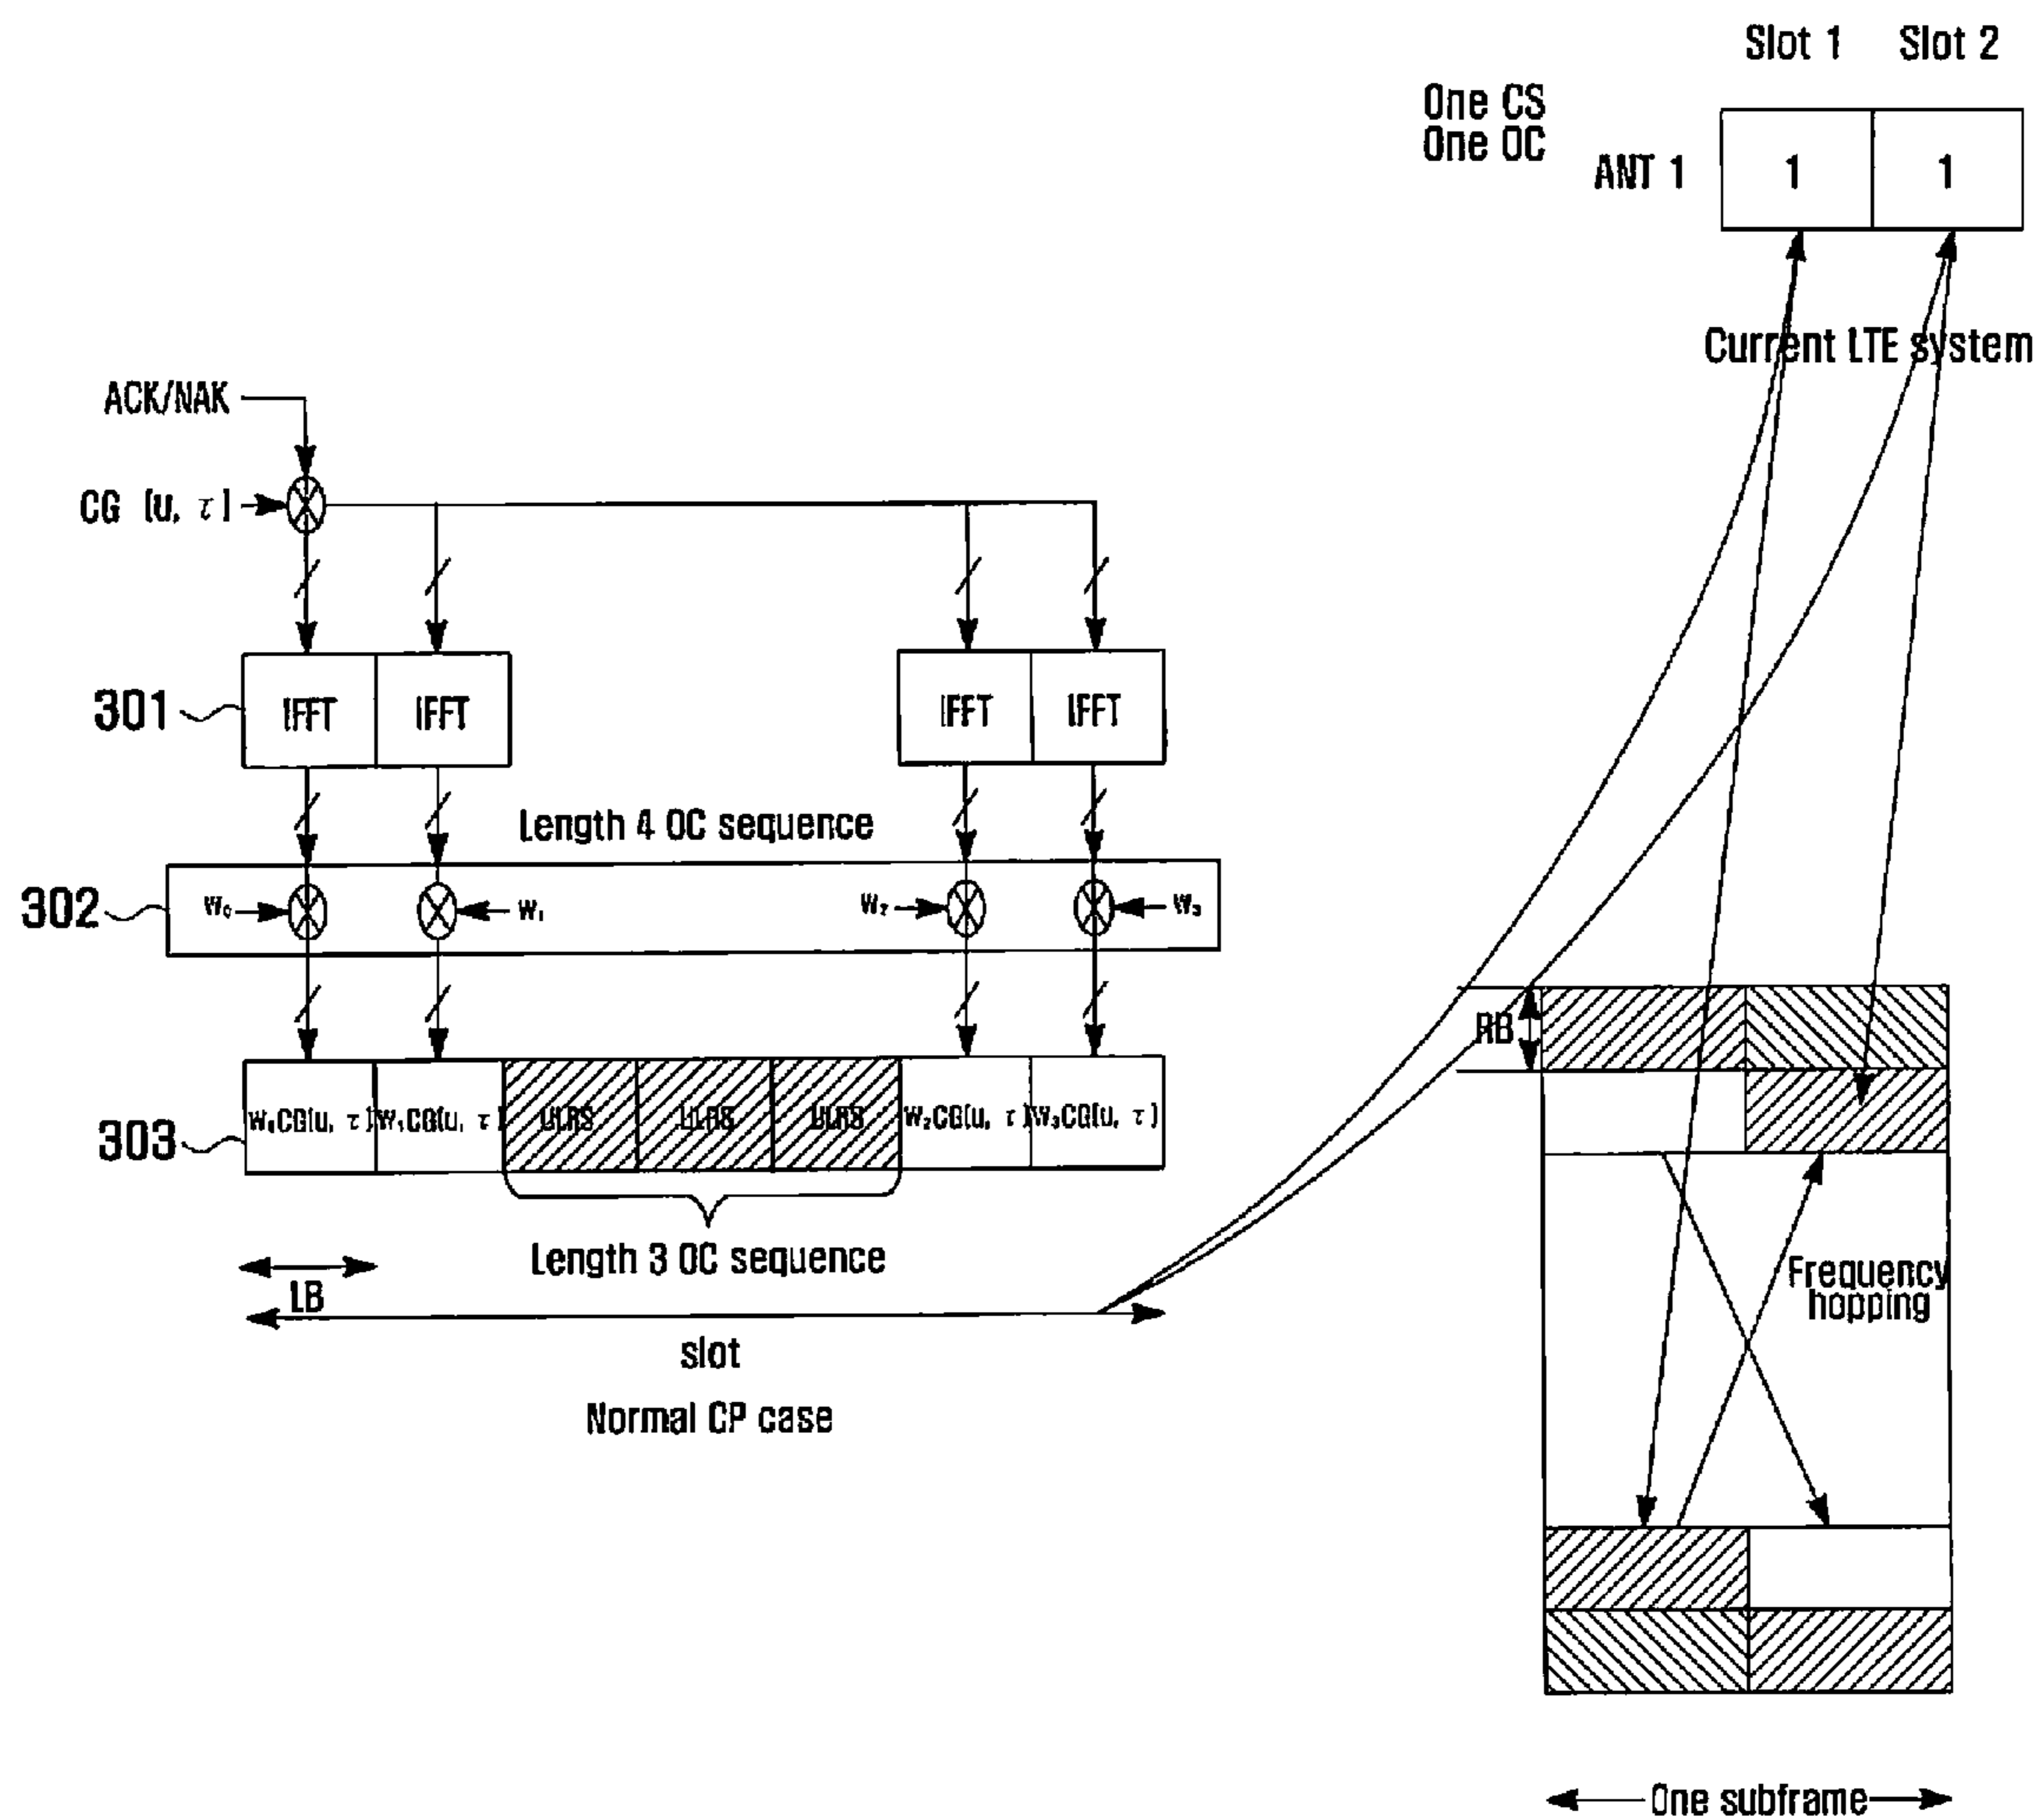 Slot 1 Slot 2
One CS
One OC
ANT 1 1 1
Current LTE system
ACK/NAK
CG (u, τ)
301 IFFT IFFT IFFT IFFT
Length 4 OC sequence
302 W₀ W₁ W₂ W₃
RB
303 W₀CG(u, τ) W₁CG(u, τ) ULRS ULRS ULRS W₂CG(u, τ) W₃CG(u, τ)
Length 3 OC sequence
LB
Frequency
hopping
slot
Normal CP case
One subframe